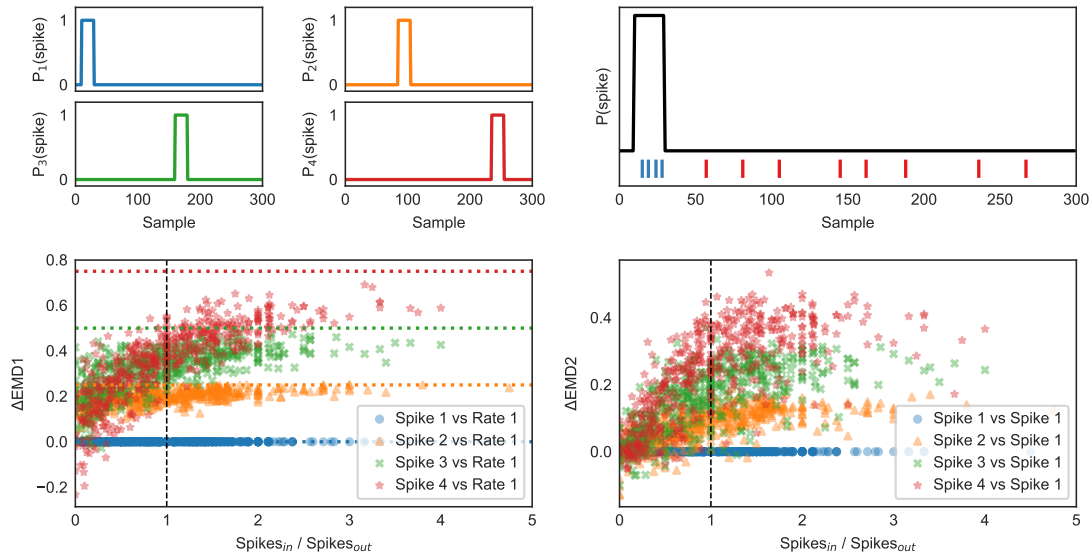 1
0
P₁(spike)
1
0
P₂(spike)
1
0
P₃(spike)
0 100 200 300
Sample
1
0
P₄(spike)
0 100 200 300
Sample
P(spike)
0 50 100 150 200 250 300
Sample
0.8
0.6
0.4
0.2
0.0
−0.2
ΔEMD1
Spike 1 vs Rate 1
Spike 2 vs Rate 1
Spike 3 vs Rate 1
Spike 4 vs Rate 1
0 1 2 3 4 5
Spikesᵢₙ / Spikesₒᵤₜ
0.4
0.2
0.0
ΔEMD2
Spike 1 vs Spike 1
Spike 2 vs Spike 1
Spike 3 vs Spike 1
Spike 4 vs Spike 1
0 1 2 3 4 5
Spikesᵢₙ / Spikesₒᵤₜ